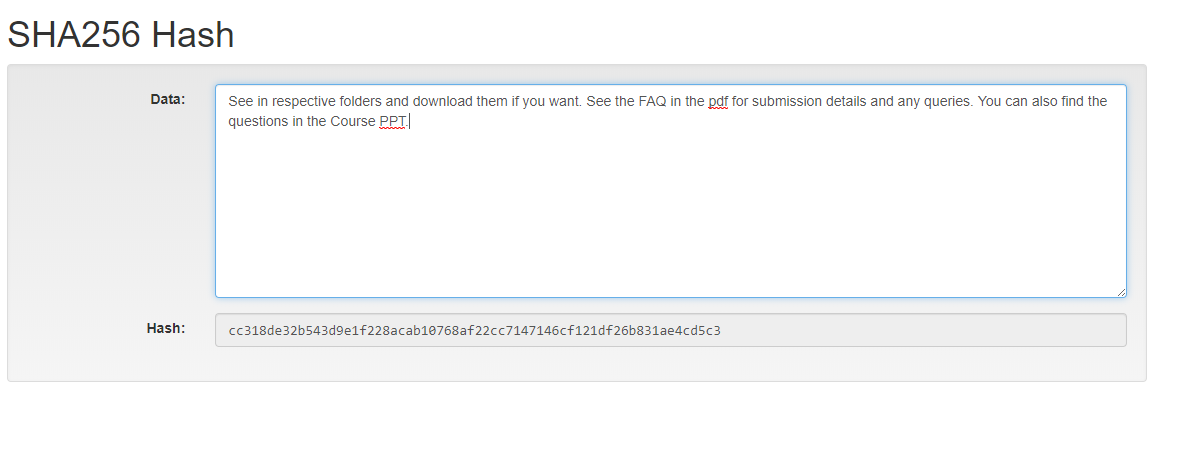 SHA256 Hash
Data:
See in respective folders and download them if you want. See the FAQ in the pdf for submission details and any queries. You can also find the
questions in the Course PPT.
Hash:
cc318de32b543d9e1f228acab10768af22cc7147146cf121df26b831ae4cd5c3